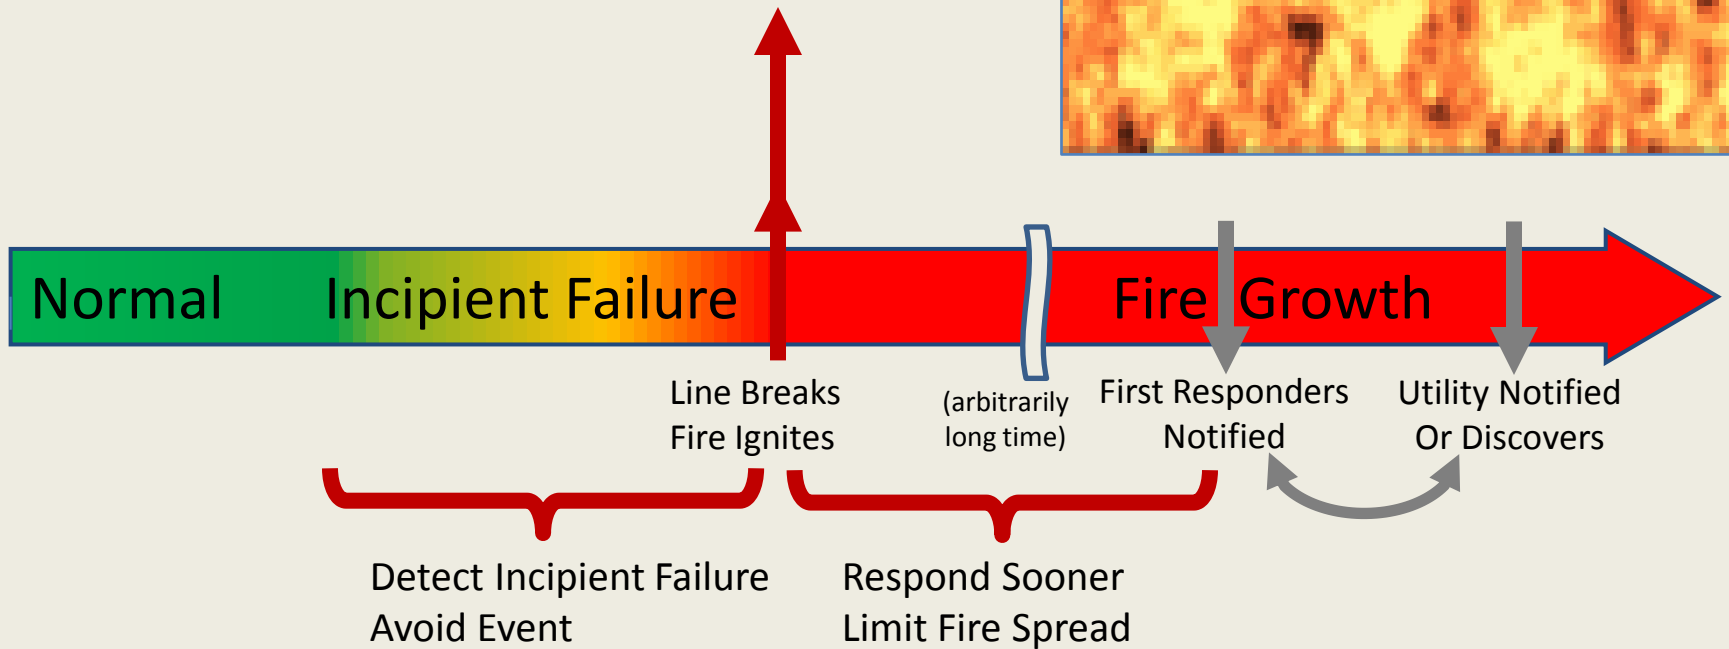 Normal
Incipient Failure
Fire Growth
Line Breaks
Fire Ignites
(arbitrarily
long time)
First Responders
Notified
Utility Notified
Or Discovers
Detect Incipient Failure
Avoid Event
Respond Sooner
Limit Fire Spread